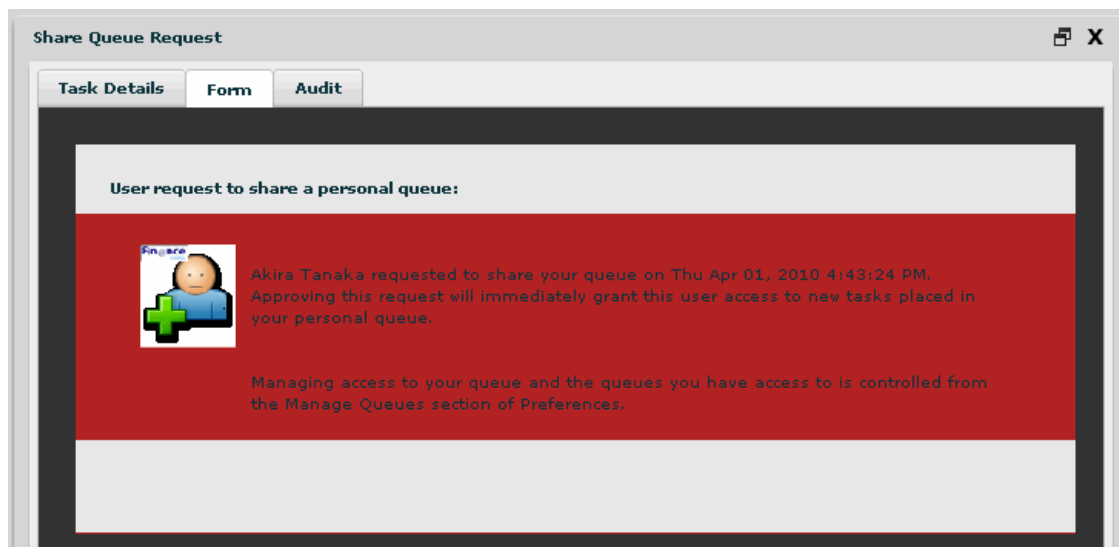 Share Queue Request
X
Task Details Form Audit
User request to share a personal queue:
Akira Tanaka requested to share your queue on Thu Apr 01, 2010 4:43:24 PM.
Approving this request will immediately grant this user access to new tasks placed in
your personal queue.
Managing access to your queue and the queues you have access to is controlled from
the Manage Queues section of Preferences.